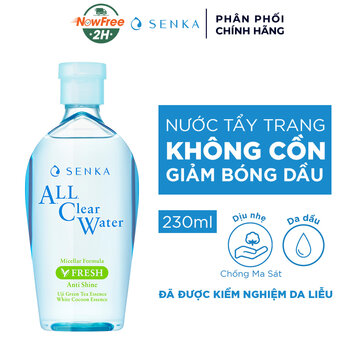 NowFree
2H
SENKA
PHÂN PHỐI
CHÍNH HÃNG
SENKA
ALL
Clear
Water
Micellar Formula
FRESH
Anti Shine
Uji Green Tea Essence
White Cocoon Essence
NƯỚC TẨY TRANG
KHÔNG CỒN
GIẢM BÓNG DẦU
230ml
Dịu nhẹ
Da dầu
Chống Ma Sát
ĐÃ ĐƯỢC KIỂM NGHIỆM DA LIỄU